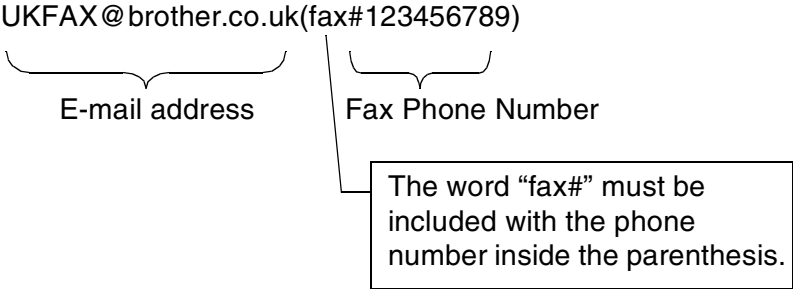 UKFAX@brother.co.uk(fax#123456789)
E-mail address
Fax Phone Number
The word “fax#” must be
included with the phone
number inside the parenthesis.